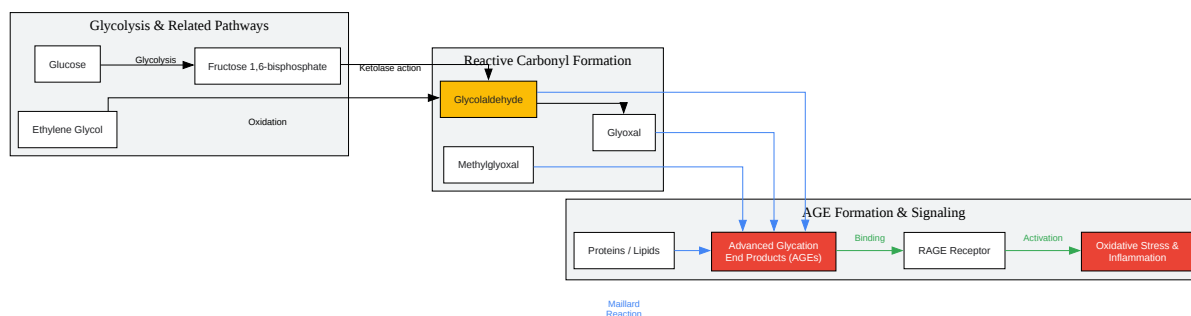 Glycolysis & Related Pathways
Glucose
Glycolysis
Fructose 1,6-bisphosphate
Ketolase action
Ethylene Glycol
Oxidation
Reactive Carbonyl Formation
Glycolaldehyde
Glyoxal
Methylglyoxal
AGE Formation & Signaling
Proteins / Lipids
Advanced Glycation
End Products (AGEs)
Binding
RAGE Receptor
Activation
Oxidative Stress &
Inflammation
Maillard
Reaction